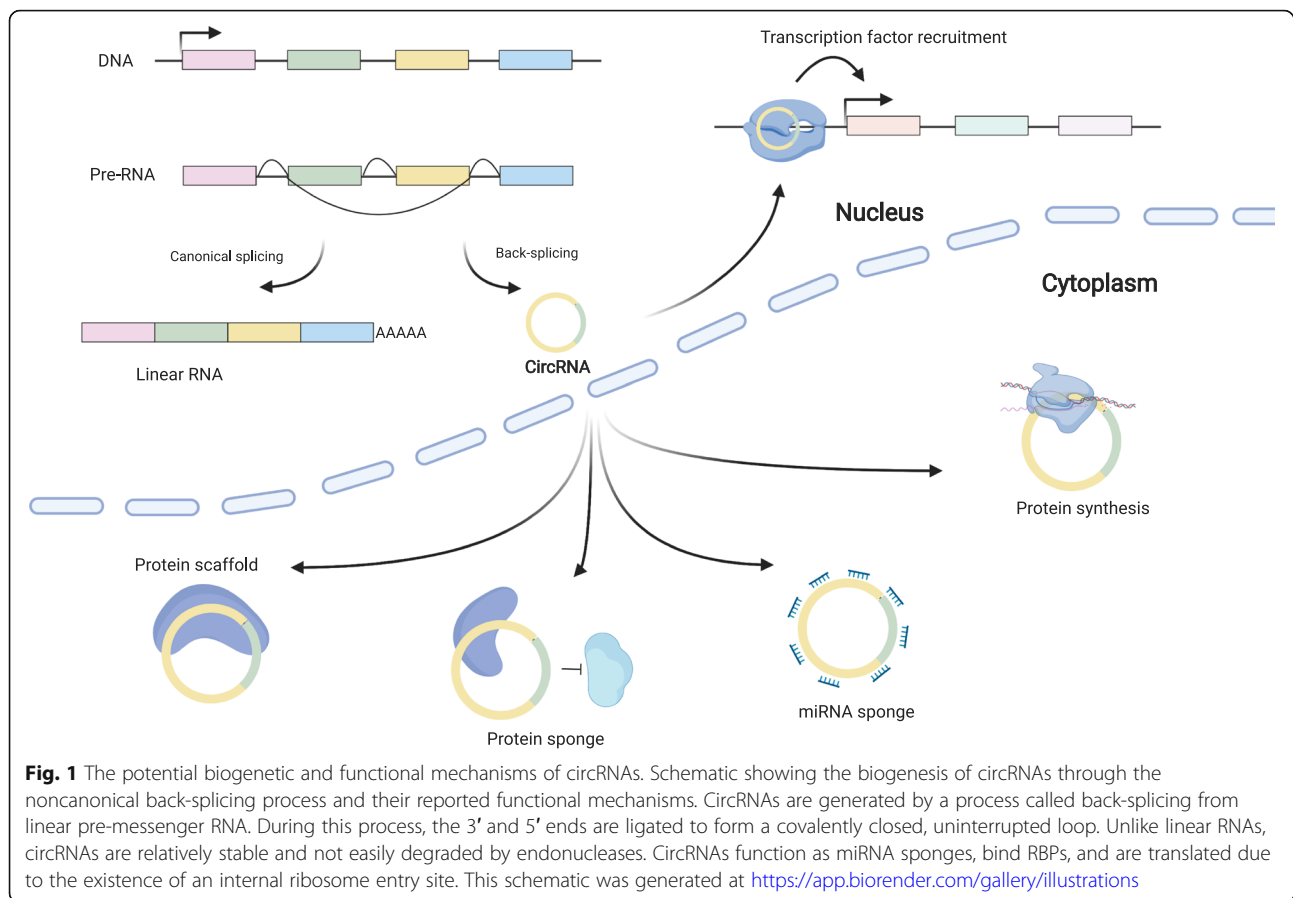 DNA
Transcription factor recruitment
Pre-RNA
Nucleus
Canonical splicing
Back-splicing
Cytoplasm
AAAAA
Linear RNA
CircRNA
Protein synthesis
Protein scaffold
miRNA sponge
Protein sponge
Fig. 1 The potential biogenetic and functional mechanisms of circRNAs. Schematic showing the biogenesis of circRNAs through the
noncanonical back-splicing process and their reported functional mechanisms. CircRNAs are generated by a process called back-splicing from
linear pre-messenger RNA. During this process, the 3′ and 5′ ends are ligated to form a covalently closed, uninterrupted loop. Unlike linear RNAs,
circRNAs are relatively stable and not easily degraded by endonucleases. CircRNAs function as miRNA sponges, bind RBPs, and are translated due
to the existence of an internal ribosome entry site. This schematic was generated at https://app.biorender.com/gallery/illustrations